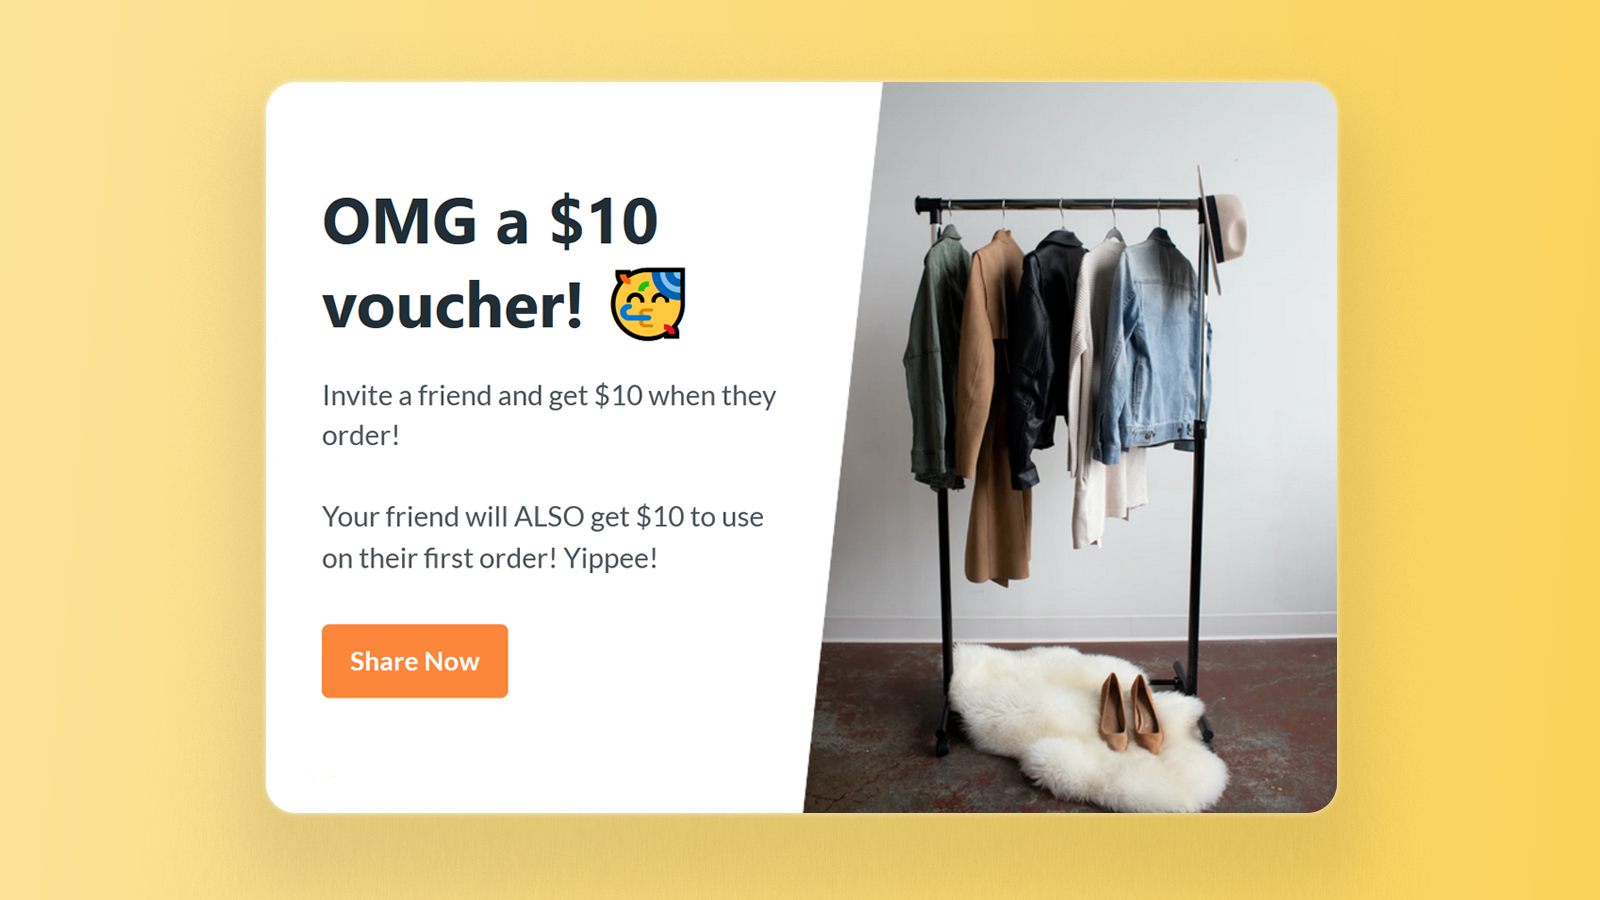 OMG a $10
voucher! 🥳
Invite a friend and get $10 when they
order!
Your friend will ALSO get $10 to use
on their first order! Yippee!
Share Now